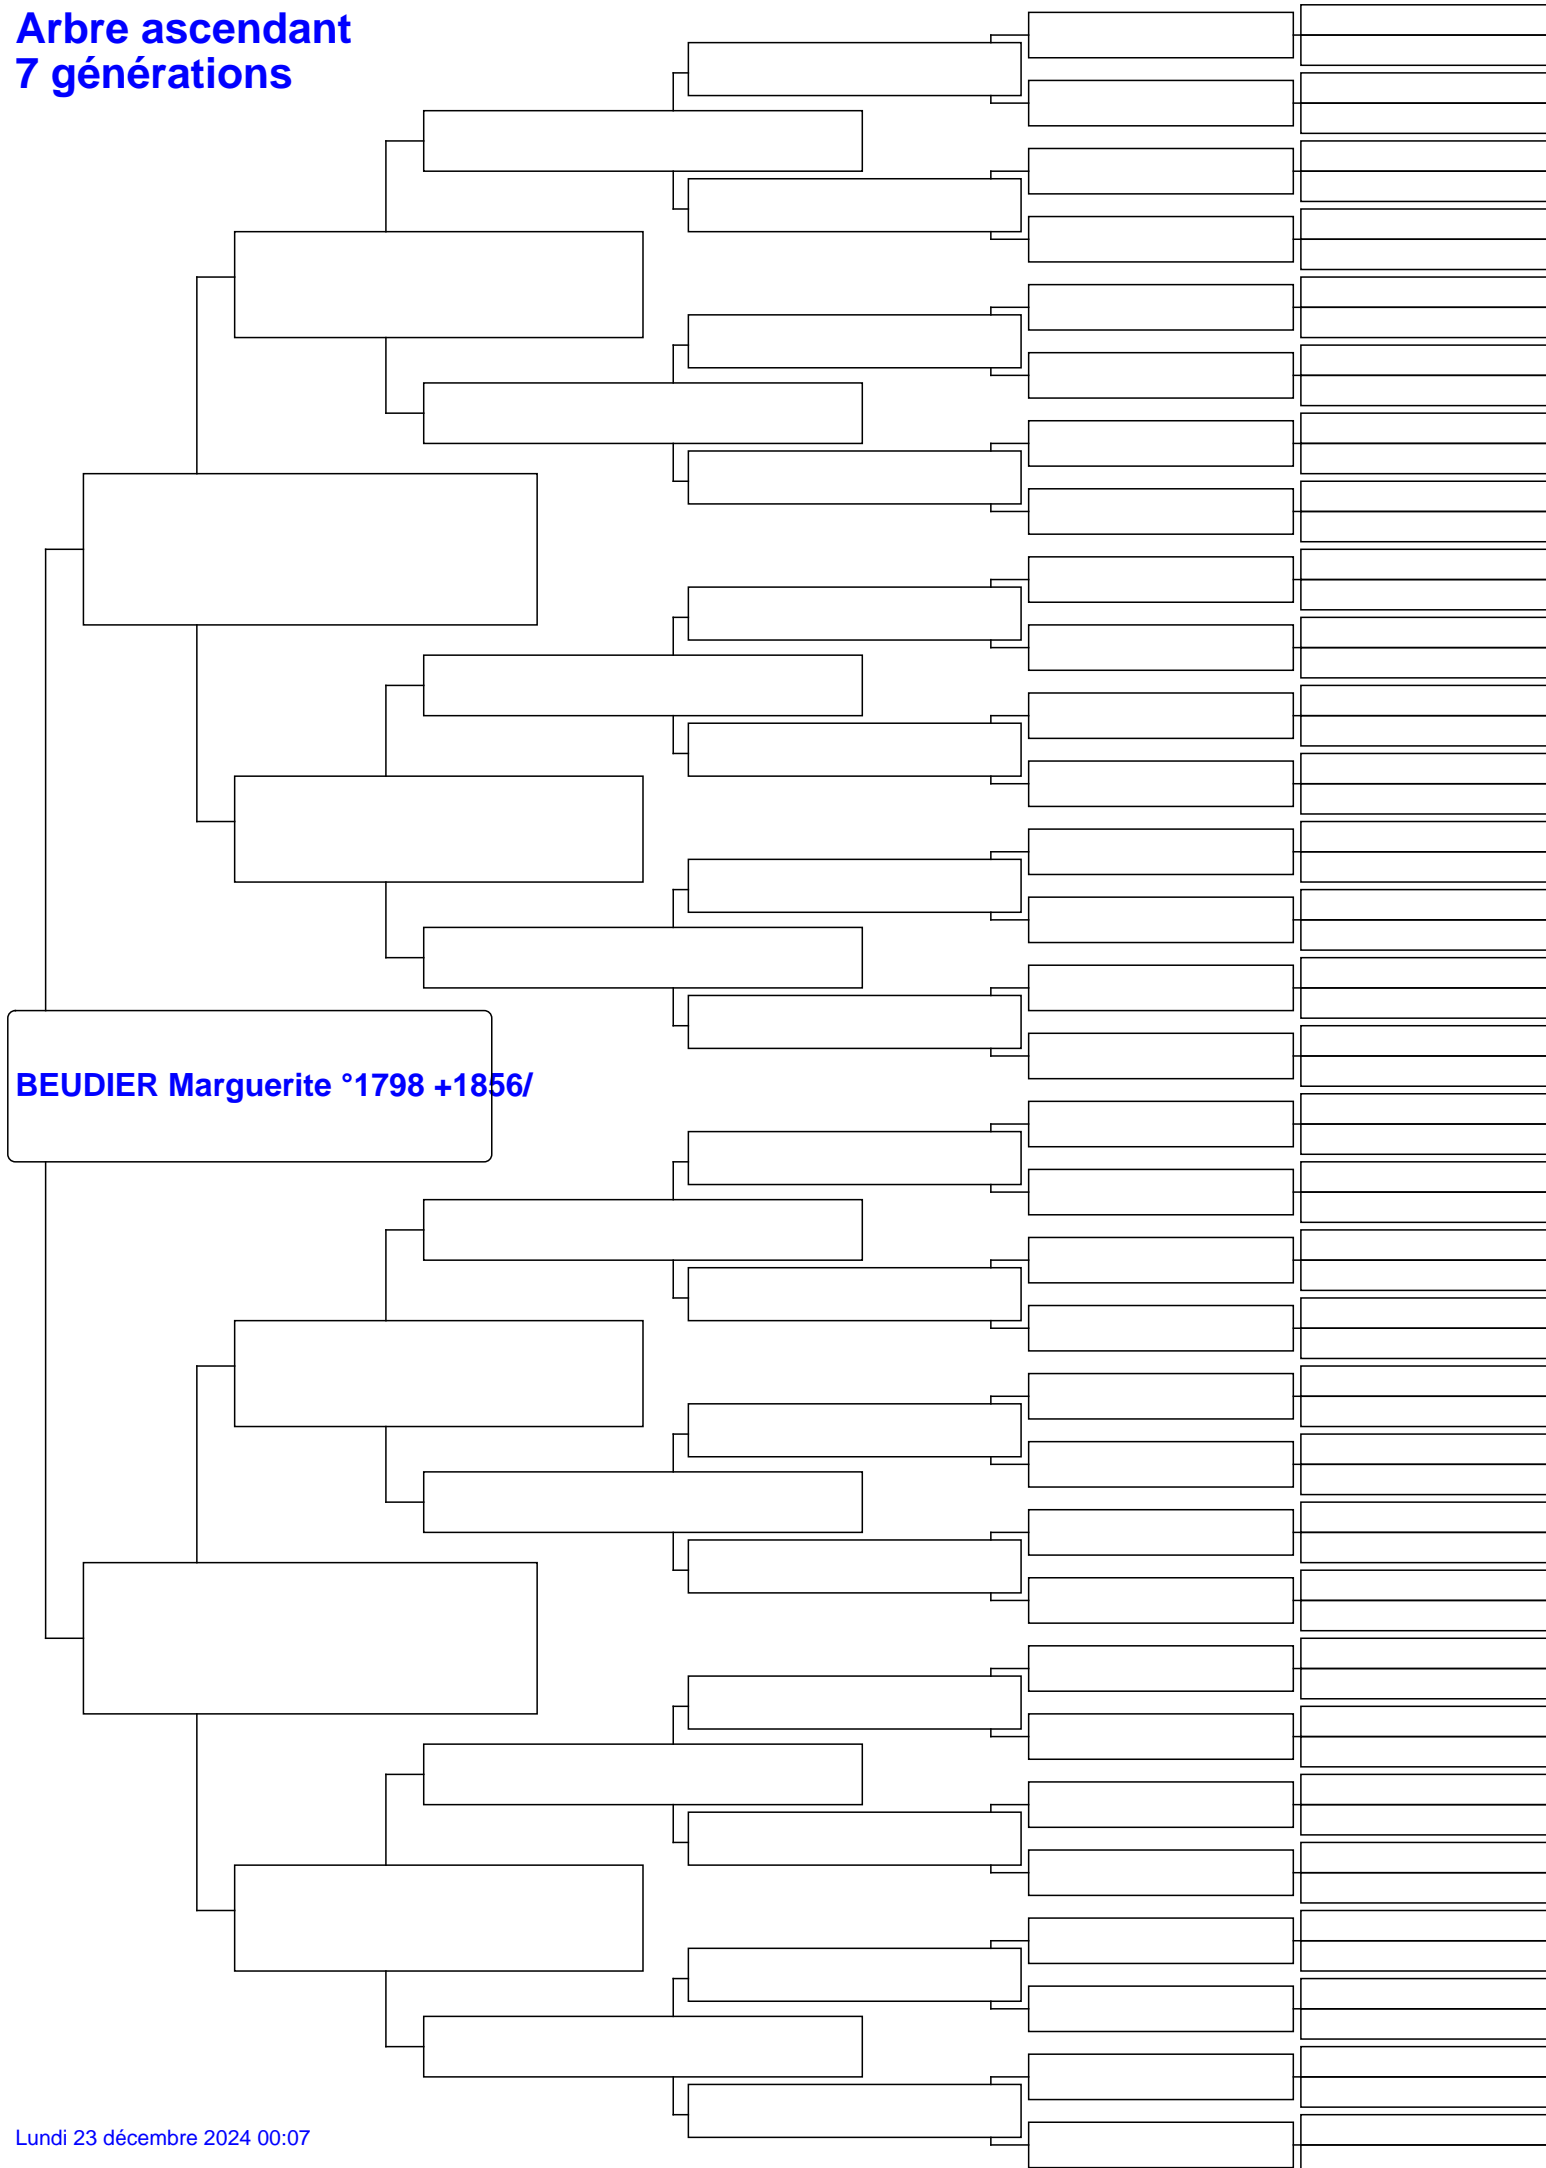 Arbre ascendant
7 générations
BEUDIER Marguerite °1798 +1856/
Lundi 23 décembre 2024 00:07